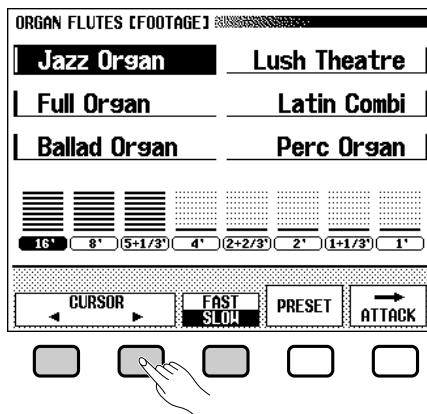 ORGAN FLUTES [FOOTAGE]
Jazz Organ Lush Theatre
Full Organ Latin Combi
Ballad Organ Perc Organ
16' 8' (5+1/3') 4' (2+2/3') 2' (1+1/3') 1'
CURSOR FAST PRESET
SLOW ATTACK